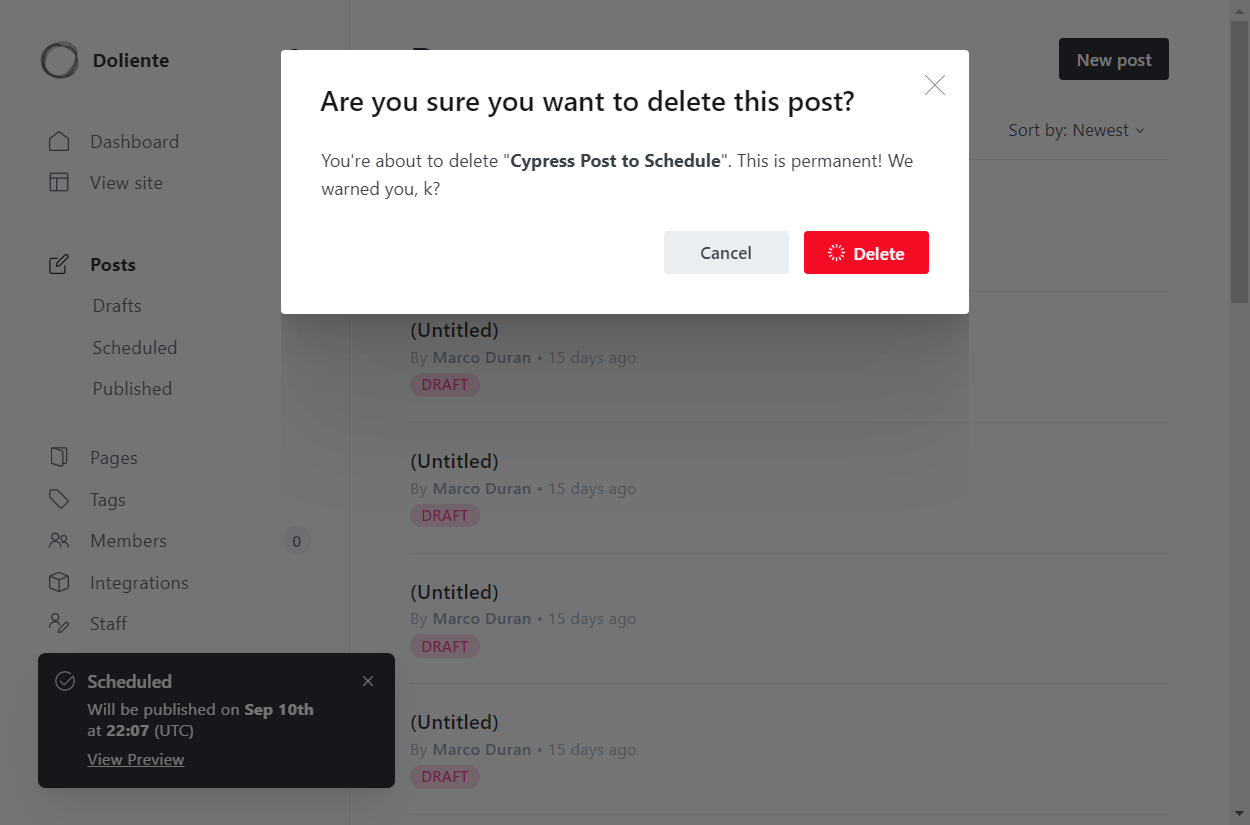 Doliente
New post
Are you sure you want to delete this post?
Dashboard
Sort by: Newest
You're about to delete "Cypress Post to Schedule". This is permanent! We
warned you, k?
View site
Cancel
Delete
Posts
Drafts
Scheduled
Published
(Untitled)
By Marco Duran • 15 days ago
DRAFT
Pages
Tags
Members
0
Integrations
Staff
(Untitled)
By Marco Duran • 15 days ago
DRAFT
(Untitled)
By Marco Duran • 15 days ago
DRAFT
(Untitled)
By Marco Duran • 15 days ago
DRAFT
Scheduled
Will be published on Sep 10th
at 22:07 (UTC)
View Preview